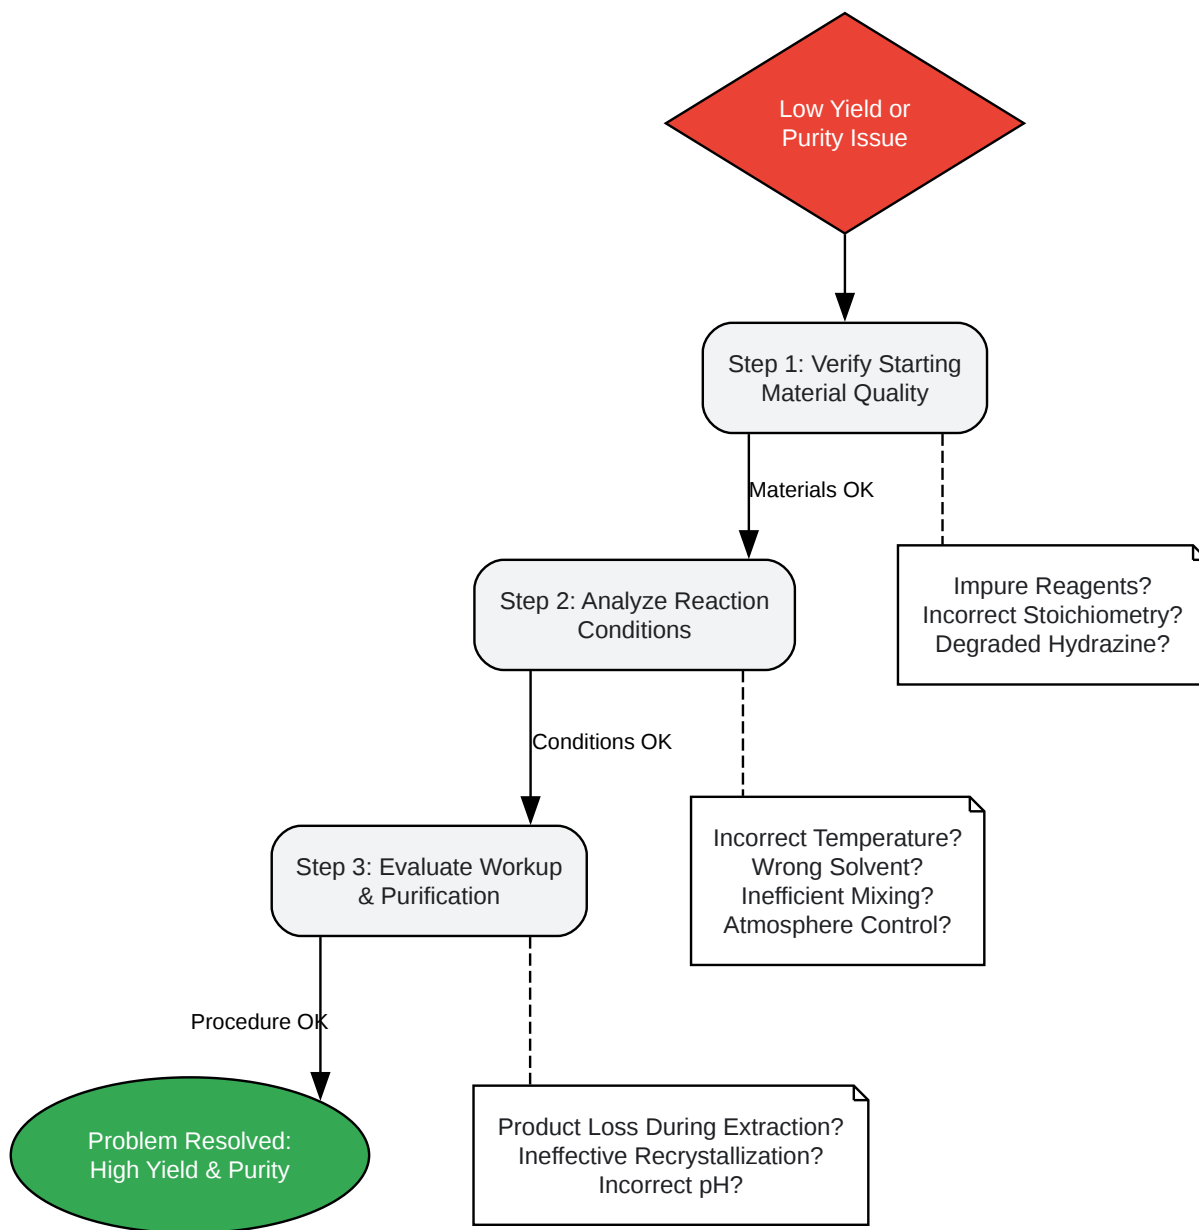 Low Yield or
Purity Issue
Step 1: Verify Starting
Material Quality
Materials OK
Impure Reagents?
Incorrect Stoichiometry?
Degraded Hydrazine?
Step 2: Analyze Reaction
Conditions
Conditions OK
Incorrect Temperature?
Wrong Solvent?
Inefficient Mixing?
Atmosphere Control?
Step 3: Evaluate Workup
& Purification
Procedure OK
Product Loss During Extraction?
Ineffective Recrystallization?
Incorrect pH?
Problem Resolved:
High Yield & Purity